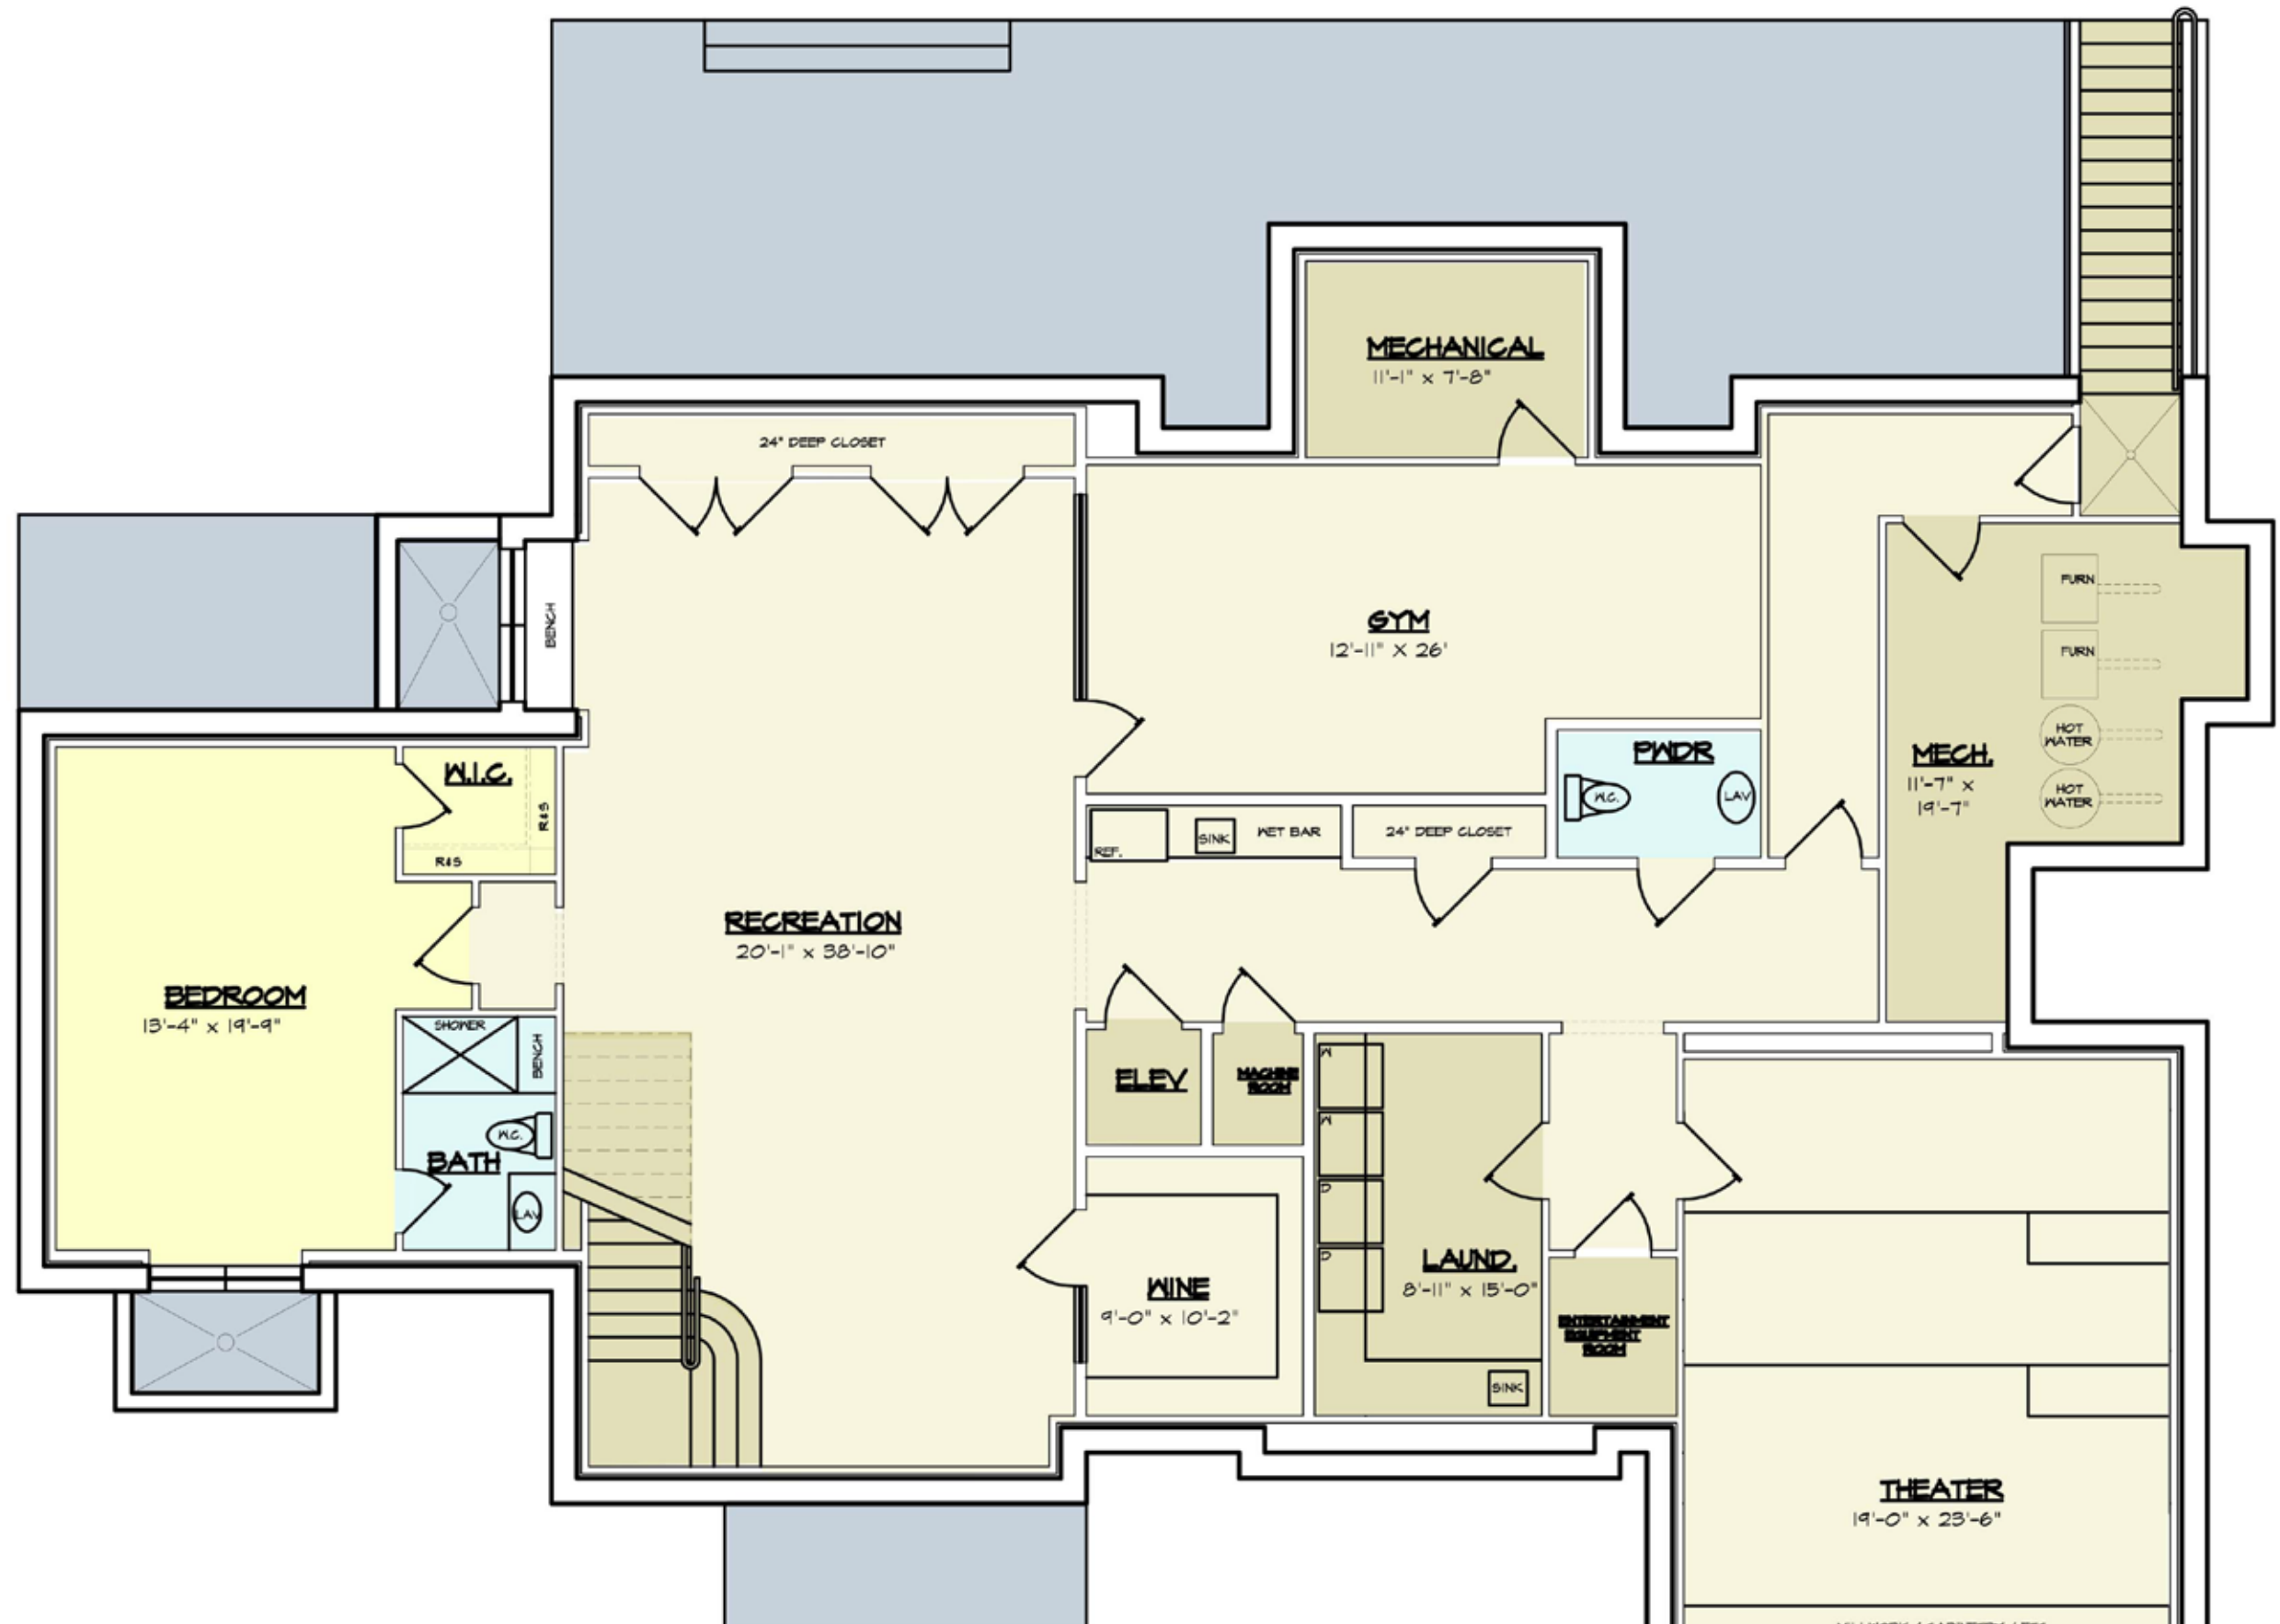 MECHANICAL
11'-1" x 7'-8"
24" DEEP CLOSET
FURN
BENCH
GYM
12'-11" X 26'
FURN
HOT
WATER
PWDR
MECH.
11'-7" x
19'-7"
W.I.C.
R&S
R&S
W.C.
LAV
HOT
WATER
REF.
SINK
WET BAR
24" DEEP CLOSET
RECREATION
20'-1" x 38'-10"
BEDROOM
13'-4" x 19'-9"
SHOWER
BENCH
W.C.
BATH
LAV
ELEV
MACHINE
ROOM
W
W
D
D
LAUND.
8'-11" x 15'-0"
WINE
9'-0" x 10'-2"
ENTERTAINMENT
EQUIPMENT
ROOM
SINK
THEATER
19'-0" x 23'-6"